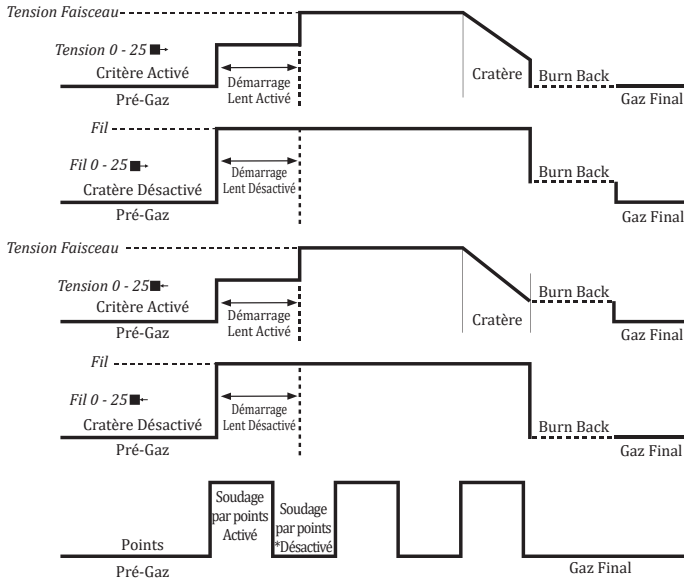 Tension Faisceau
Tension 0 - 25
Critère Activé
Pré-Gaz
Démarrage
Lent Activé
Cratère
Burn Back
Gaz Final
Fil
Fil 0 - 25
Cratère Désactivé
Pré-Gaz
Démarrage
Lent Désactivé
Burn Back
Gaz Final
Tension Faisceau
Tension 0 - 25
Critère Activé
Pré-Gaz
Démarrage
Lent Activé
Cratère
Burn Back
Gaz Final
Fil
Fil 0 - 25
Cratère Désactivé
Pré-Gaz
Démarrage
Lent Désactivé
Burn Back
Gaz Final
Points
Pré-Gaz
Soudage
par points
Activé
Soudage
par points
*Désactivé
Gaz Final